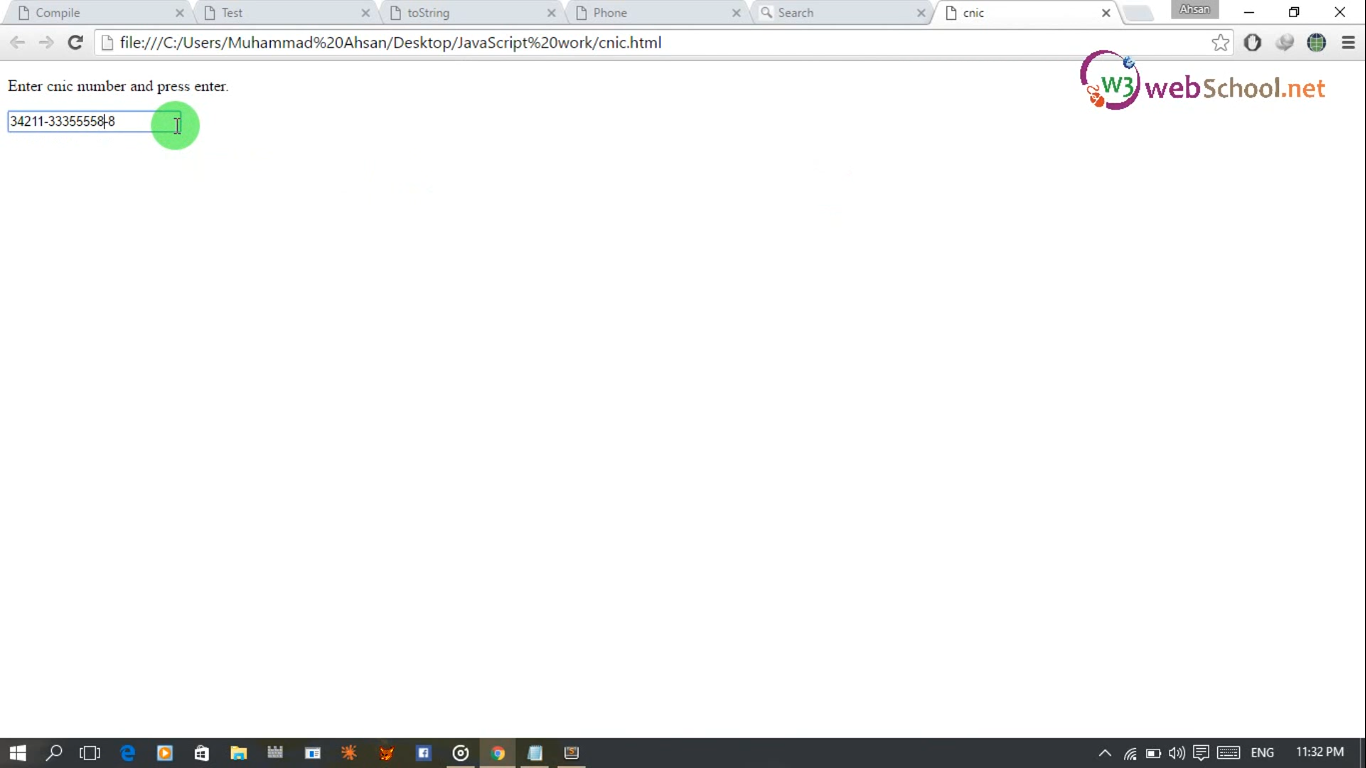 Compile
Test
toString
Phone
Search
cnic
Ahsan
file:///C:/Users/Muhammad%20Ahsan/Desktop/JavaScript%20work/cnic.html
W3 webSchool.net
Enter cnic number and press enter.
34211-33355558-8
ENG
11:32 PM